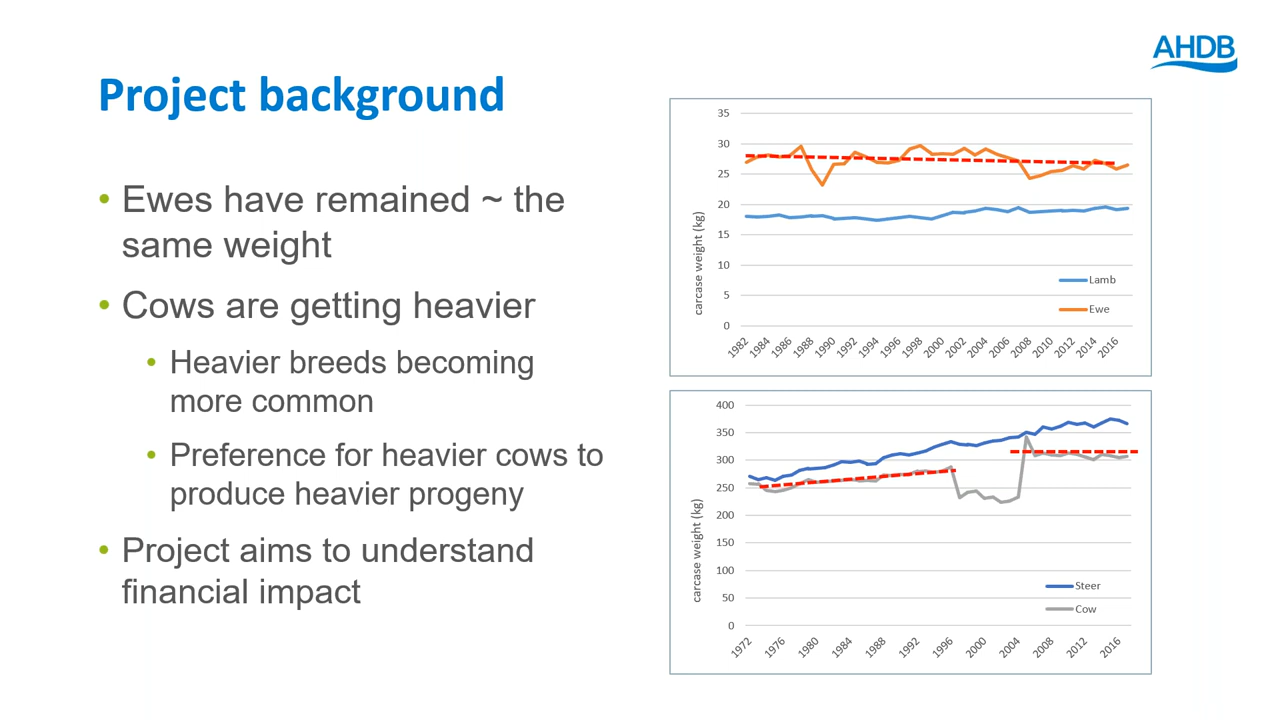 AHDB
Project background
• Ewes have remained ~ the
same weight
• Cows are getting heavier
• Heavier breeds becoming
more common
• Preference for heavier cows to
produce heavier progeny
• Project aims to understand
financial impact
35
30
25
20
15
10
5
0
carcase weight (kg)
Lamb
Ewe
1982 1984 1986 1988 1990 1992 1994 1996 1998 2000 2002 2004 2006 2008 2010 2012 2014 2016
400
350
300
250
200
150
100
50
0
carcase weight (kg)
Steer
Cow
1972 1976 1980 1984 1988 1992 1996 2000 2004 2008 2012 2016